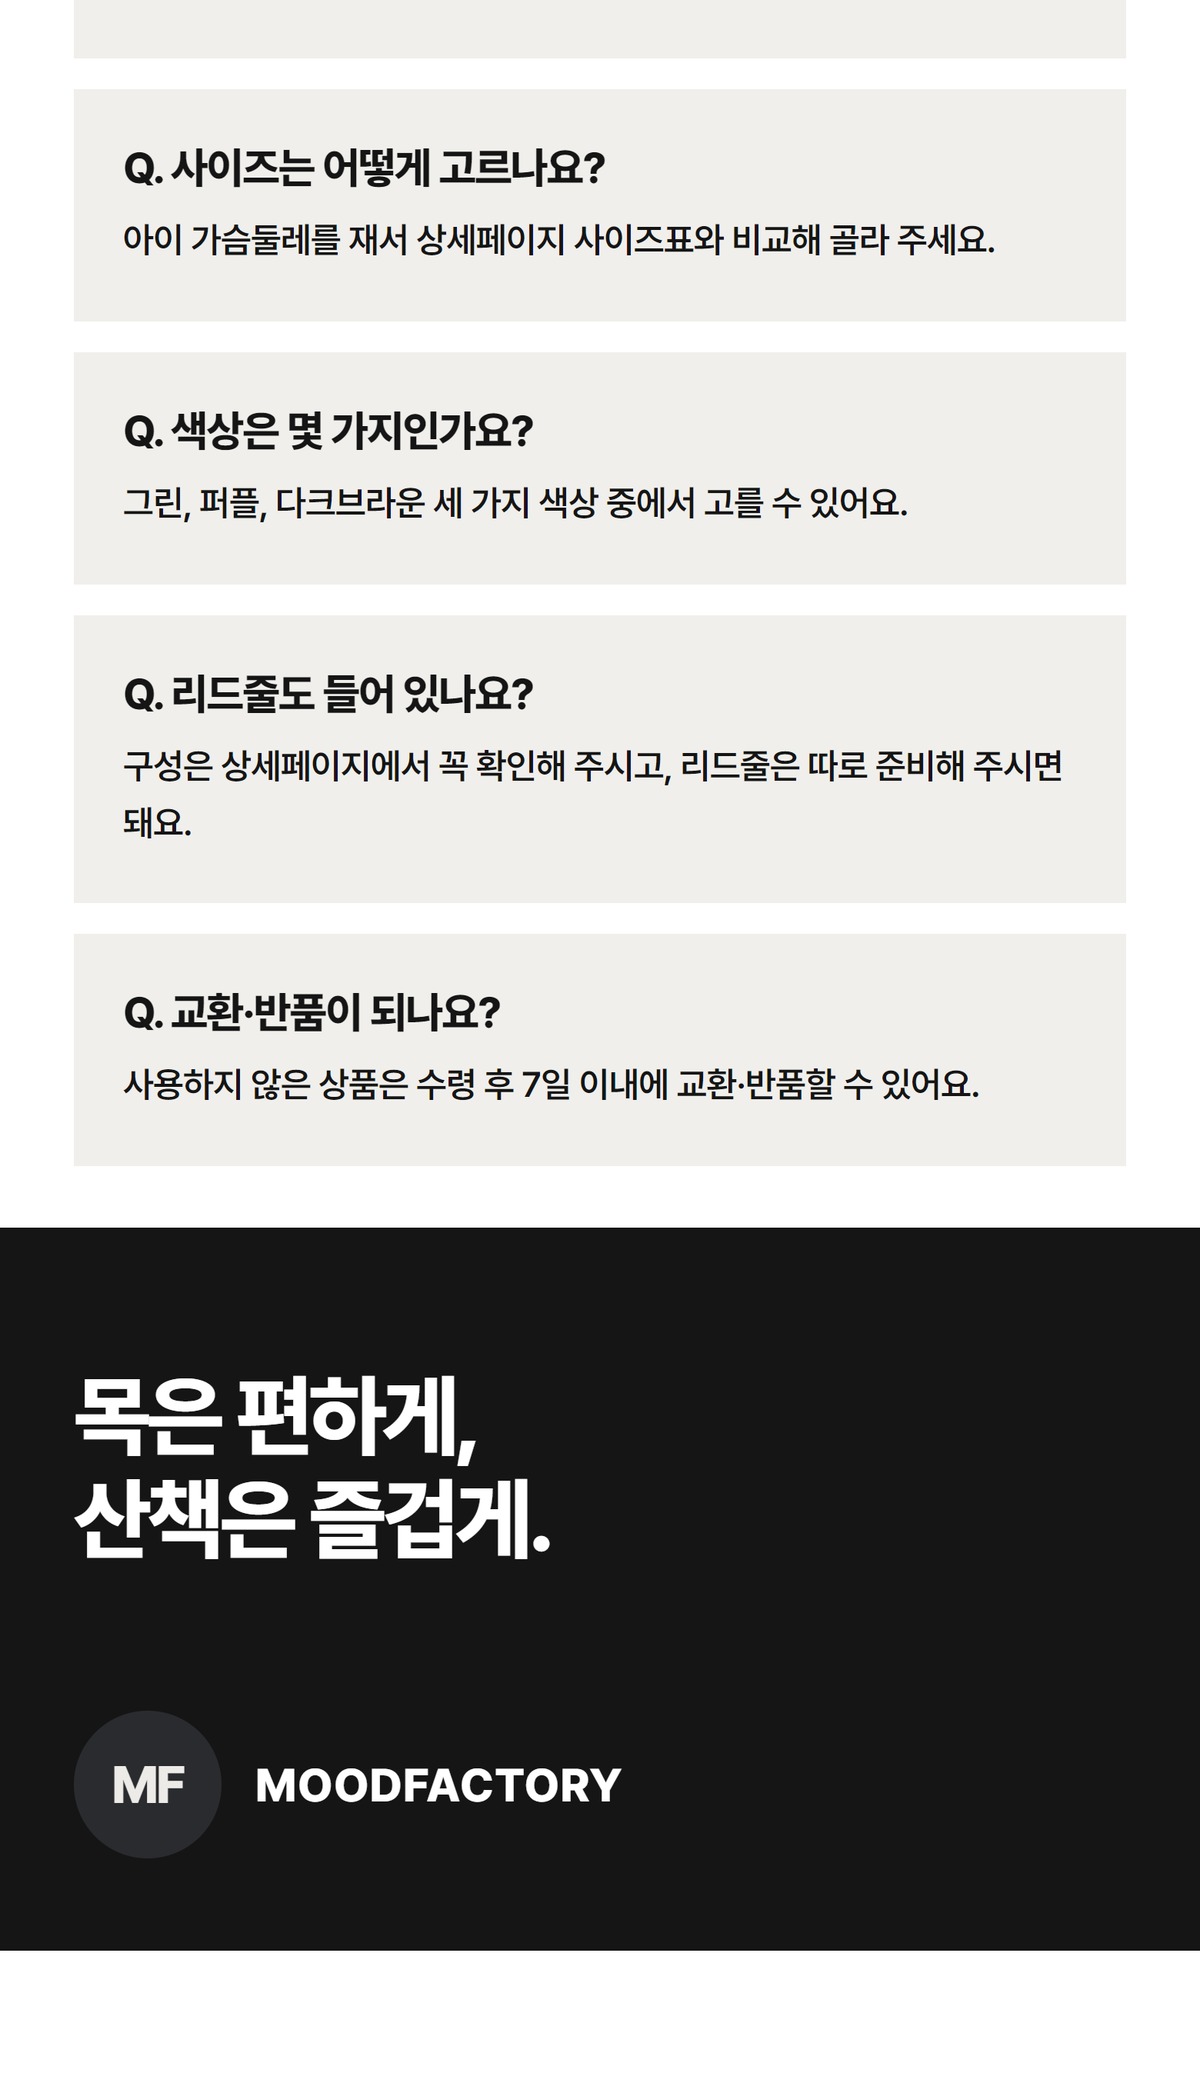 Q. 사이즈는 어떻게 고르나요?
아이 가슴둘레를 재서 상세페이지 사이즈표와 비교해 골라 주세요.
Q. 색상은 몇 가지인가요?
그린, 퍼플, 다크브라운 세 가지 색상 중에서 고를 수 있어요.
Q. 리드줄도 들어 있나요?
구성은 상세페이지에서 꼭 확인해 주시고, 리드줄은 따로 준비해 주시면
돼요.
Q. 교환·반품이 되나요?
사용하지 않은 상품은 수령 후 7일 이내에 교환·반품할 수 있어요.
목은 편하게,
산책은 즐겁게.
MF MOODFACTORY